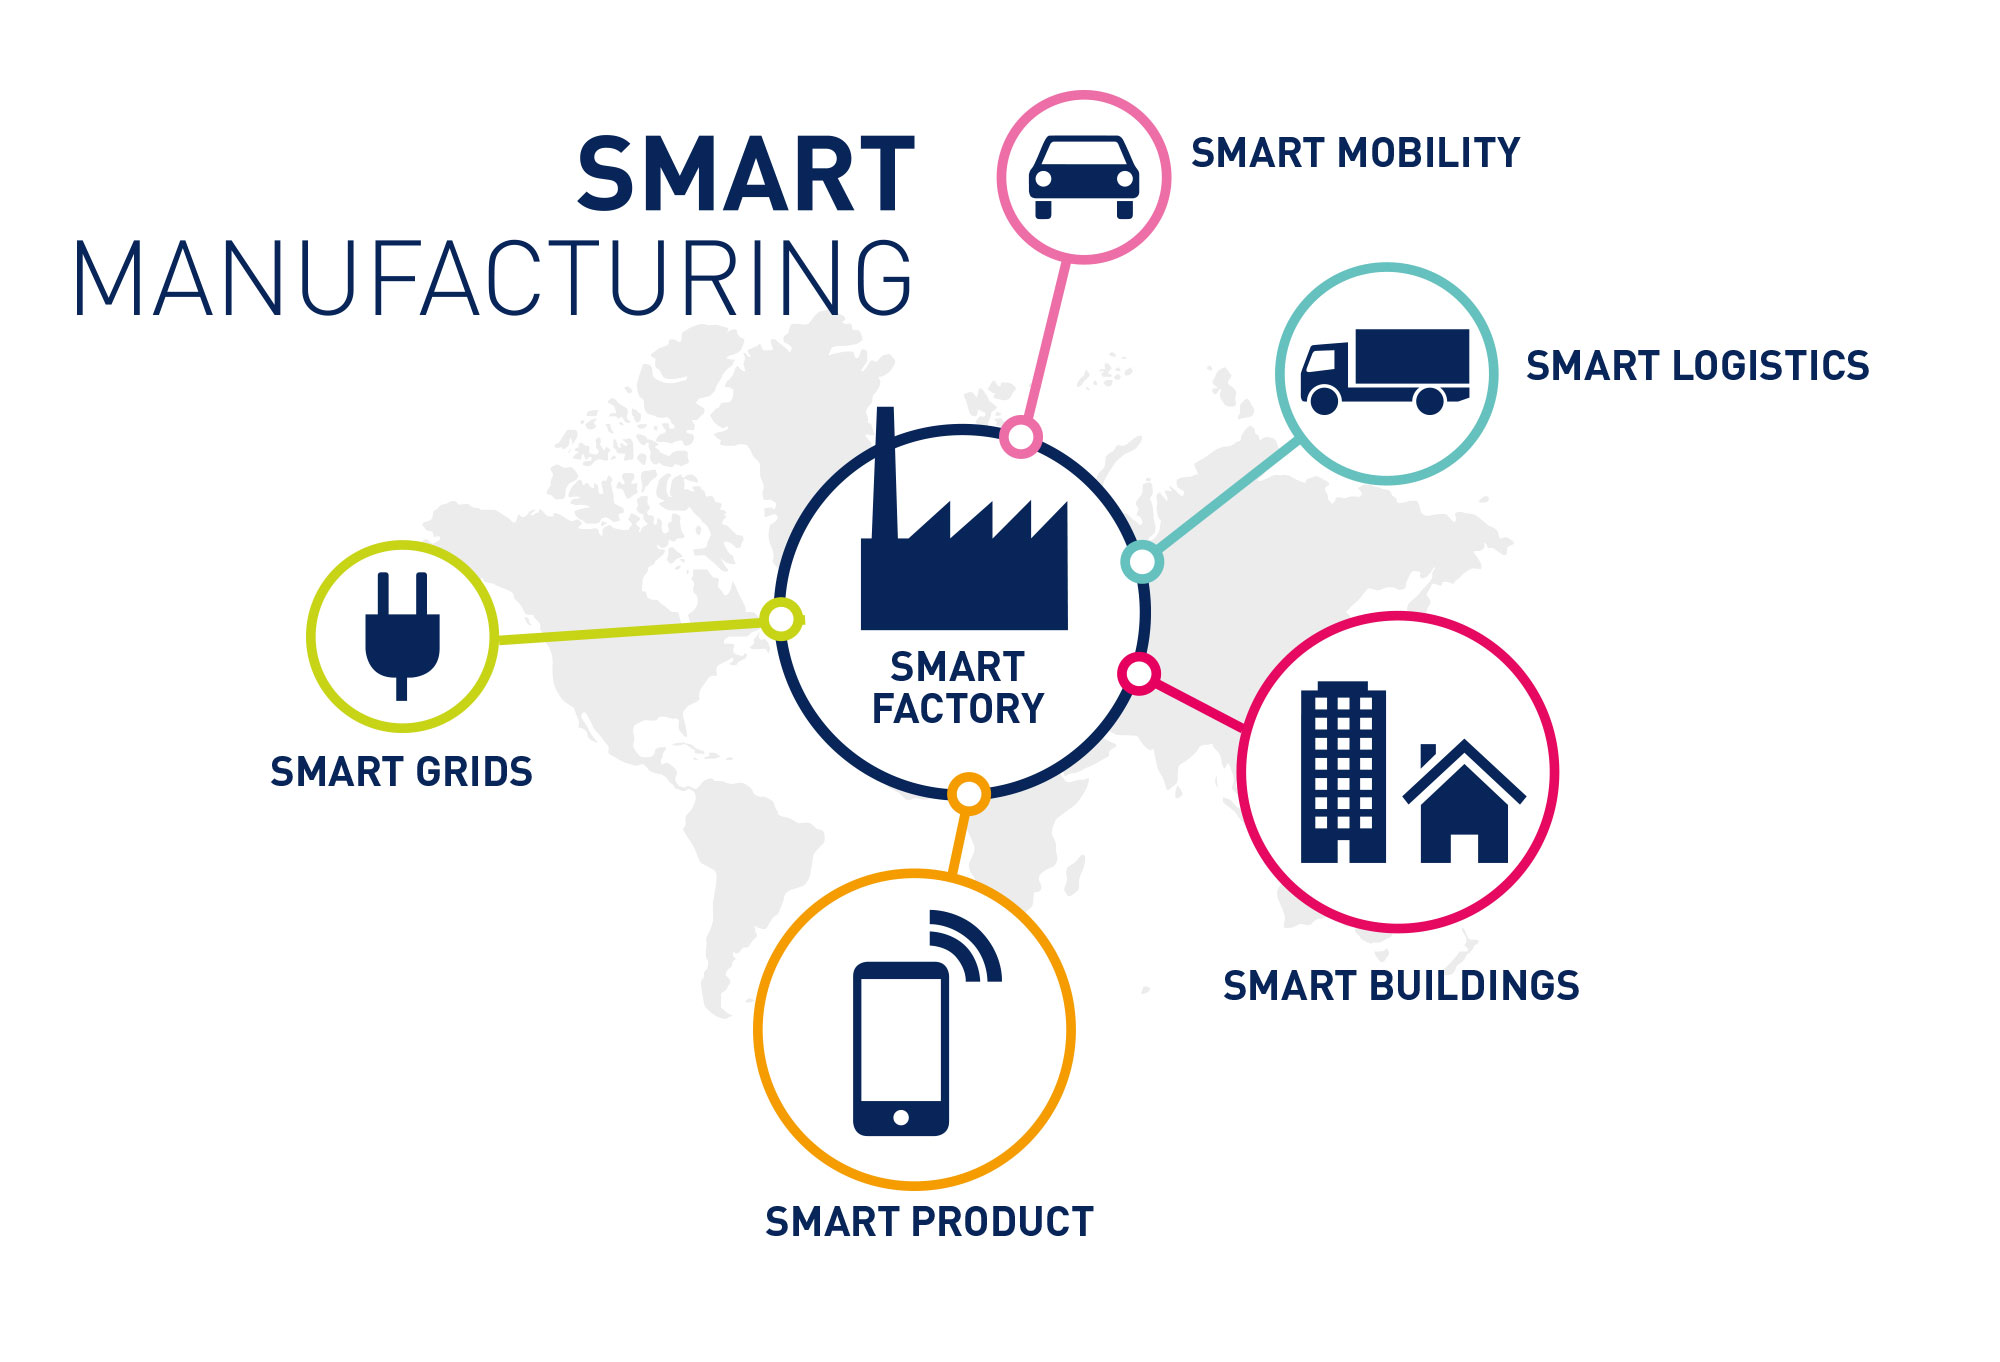 SMART
MANUFACTURING
SMART MOBILITY
SMART LOGISTICS
SMART
FACTORY
SMART GRIDS
SMART BUILDINGS
SMART PRODUCT